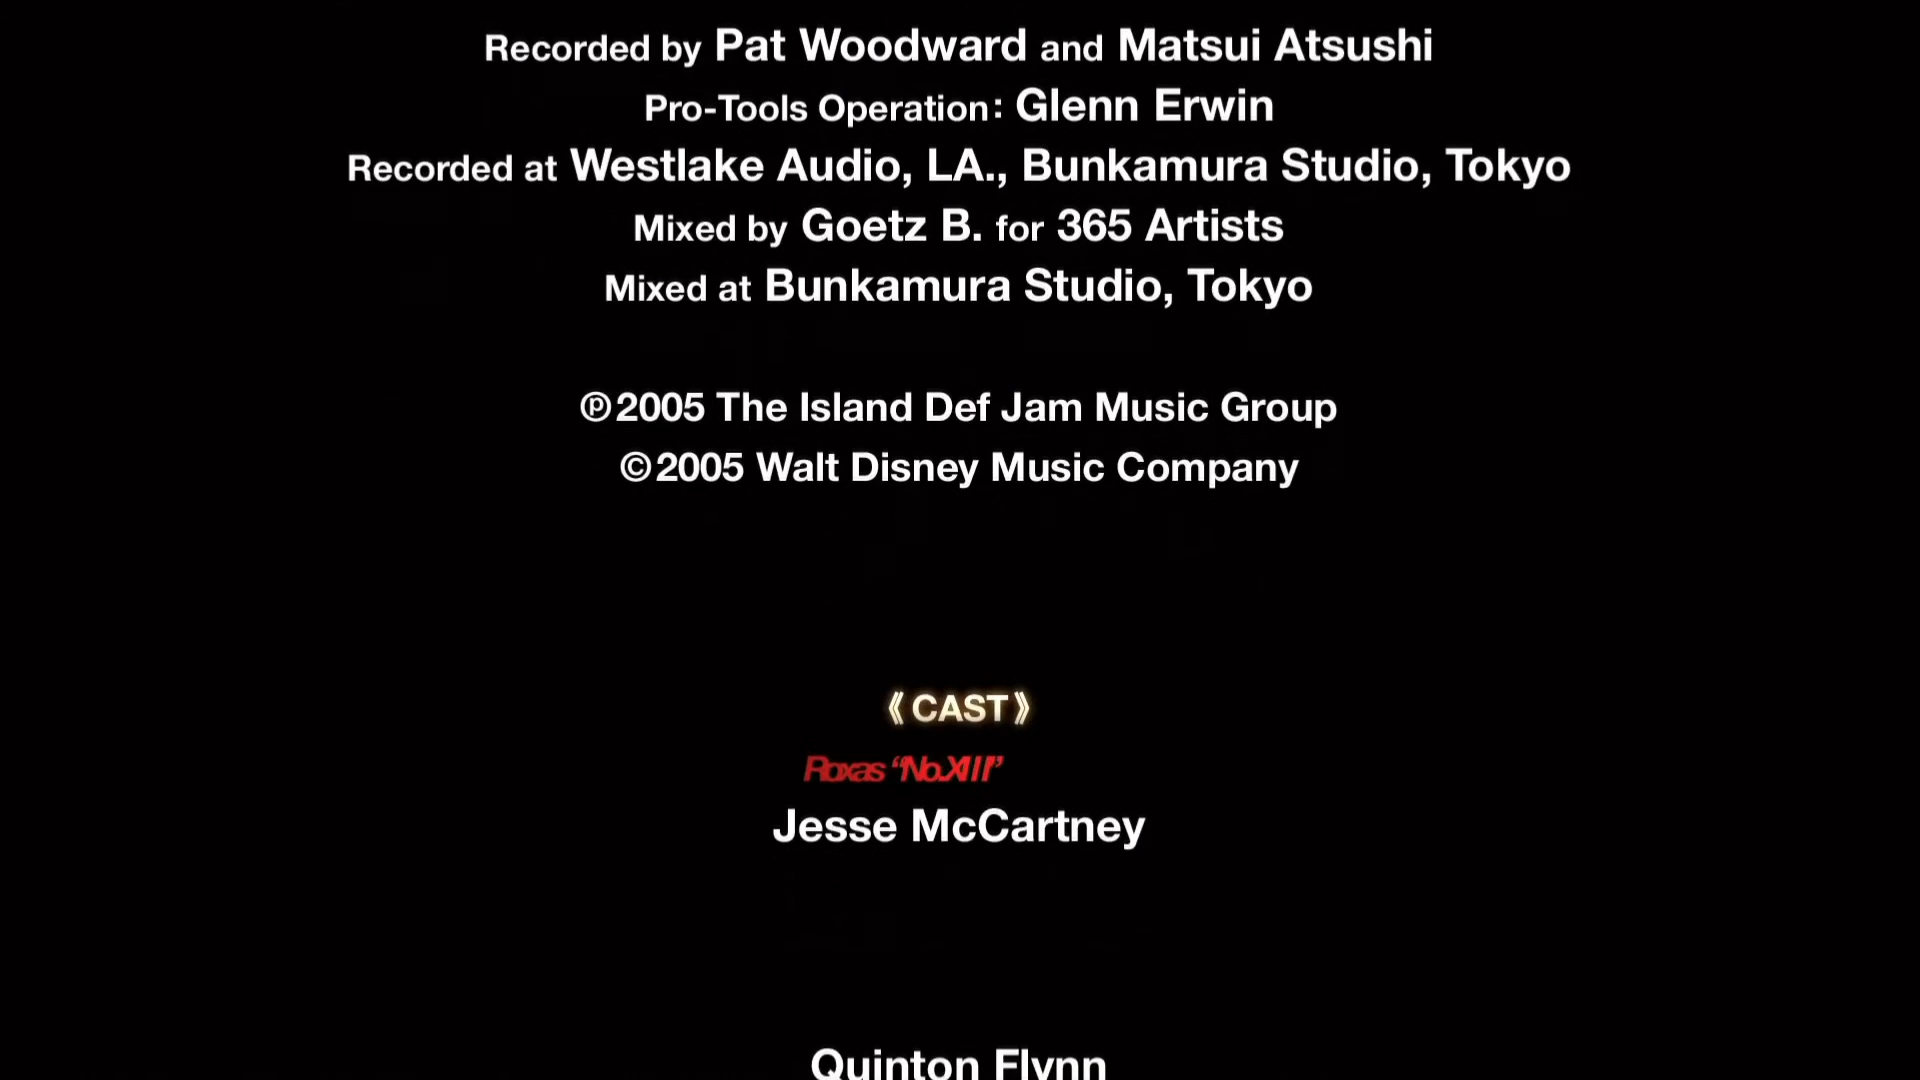 Recorded by Pat Woodward and Matsui Atsushi
Pro-Tools Operation: Glenn Erwin
Recorded at Westlake Audio, LA., Bunkamura Studio, Tokyo
Mixed by Goetz B. for 365 Artists
Mixed at Bunkamura Studio, Tokyo
℗2005 The Island Def Jam Music Group
©2005 Walt Disney Music Company
《CAST》
Roxas “No.XIII”
Jesse McCartney
Quinton Flynn